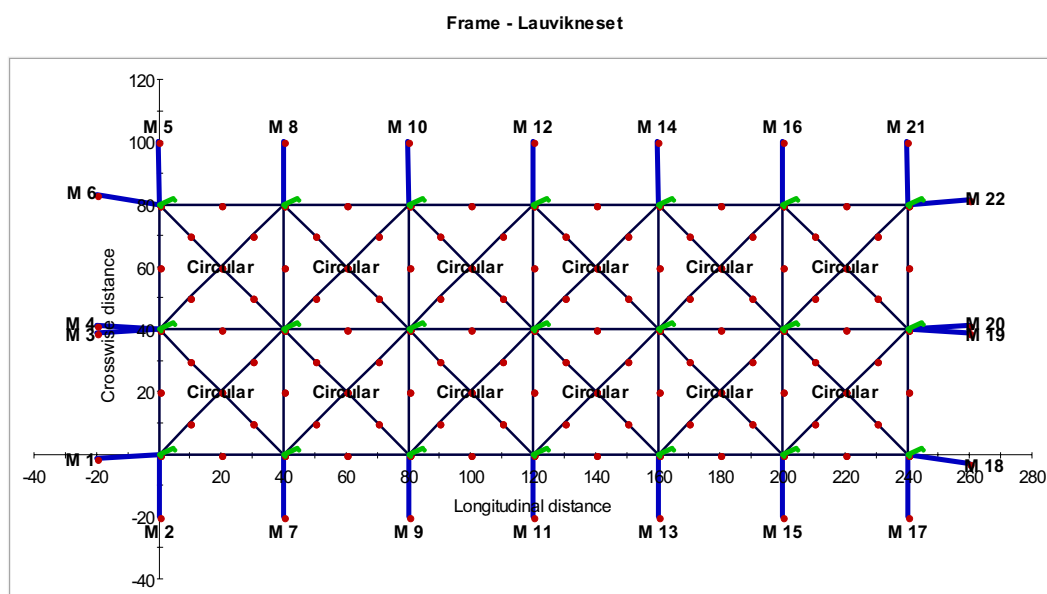 Frame - Lauvikneset
120
M 5 M 8 M 10 M 12 M 14 M 16 M 21
100
M 6 M 22
80
Circular Circular Circular Circular Circular Circular
60
M 4 M 20
40
M 3 M 19
Crosswise distance
Circular Circular Circular Circular Circular Circular
20
M 1 M 18
-40 -20 20 40 60 80 100 120 140 160 180 200 220 240 260 280
Longitudinal distance
-20
M 2 M 7 M 9 M 11 M 13 M 15 M 17
-40